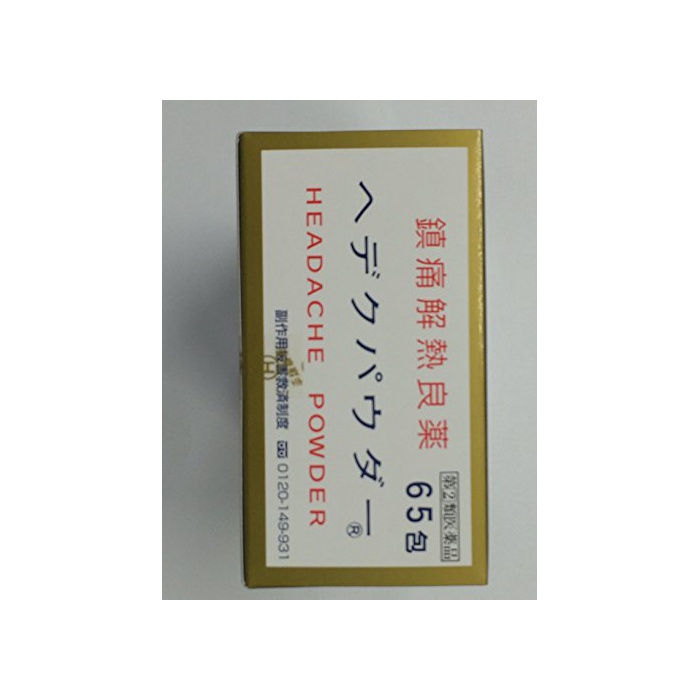 第②類医薬品
鎮痛解熱良薬 65包
ヘデクパウダー®
HEADACHE POWDER
副作用被害救済制度 0120-149-931
H